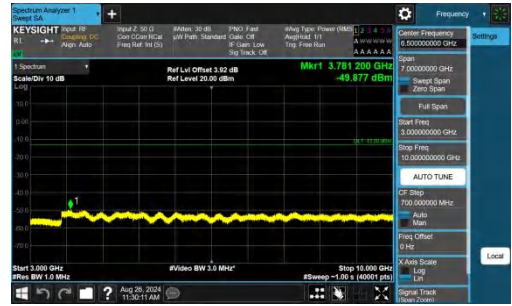 Spectrum Analyzer 1
Swept SA
Frequency
KEYSIGHT
Input: RF
Coupling: DC
Align: Auto
Input Z: 50 Ω
Corr CCorr RCal
Freq Ref: Int (S)
#Atten: 30 dB
µW Path: Standard
PNO: Fast
Gate: Off
IF Gain: Low
Sig Track: Off
#Avg Type: Power (RMS)
Avg|Hold: 1/1
Trig: Free Run
1 2 3 4 5 6
A W W W W W
A A A A A A
1 Spectrum
Scale/Div 10 dB
Log
Ref Lvl Offset 3.92 dB
Ref Level 20.00 dBm
Mkr1 3.781 200 GHz
-49.877 dBm
10.0
0.00
-10.0
-20.0
-30.0
-40.0
-50.0
-60.0
-70.0
1
Start 3.000 GHz
#Res BW 1.0 MHz
#Video BW 3.0 MHz*
Stop 10.000 GHz
#Sweep ~1.00 s (40001 pts)
Aug 26, 2024
11:30:11 AM
Center Frequency
6.500000000 GHz
Settings
Span
7.00000000 GHz
Swept Span
Zero Span
Full Span
Start Freq
3.000000000 GHz
Stop Freq
10.000000000 GHz
AUTO TUNE
CF Step
700.000000 MHz
Auto
Man
Freq Offset
0 Hz
X Axis Scale
Log
Lin
Local
Signal Track
(Span Zoom)